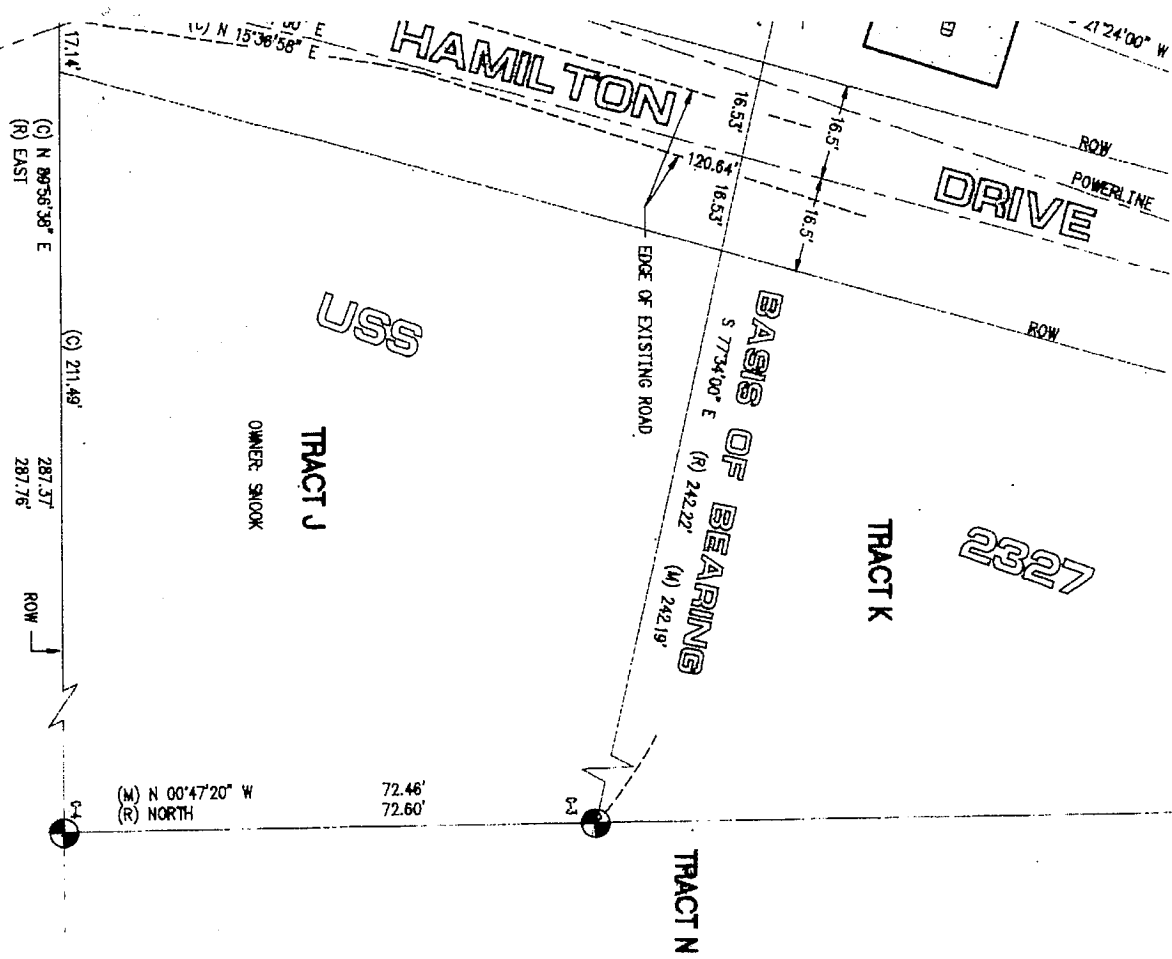 (C) N 15°36'58" E
HAMILTON
DRIVE
21°24'00" W
ROW
POWERLINE
ROW
16.5'
16.5'
16.53'
120.64'
16.53'
EDGE OF EXISTING ROAD
17.14'
(C) N 89°56'38" E
(R) EAST
(C) 211.49'
287.37'
287.76'
ROW
USS
TRACT J
OWNER: SNOOK
BASIS OF BEARING
S 77°34'00" E (R) 242.22' (M) 242.19'
TRACT K
2327
(M) N 00°47'20" W 72.46'
(R) NORTH 72.60'
C-4
C-3
TRACT N